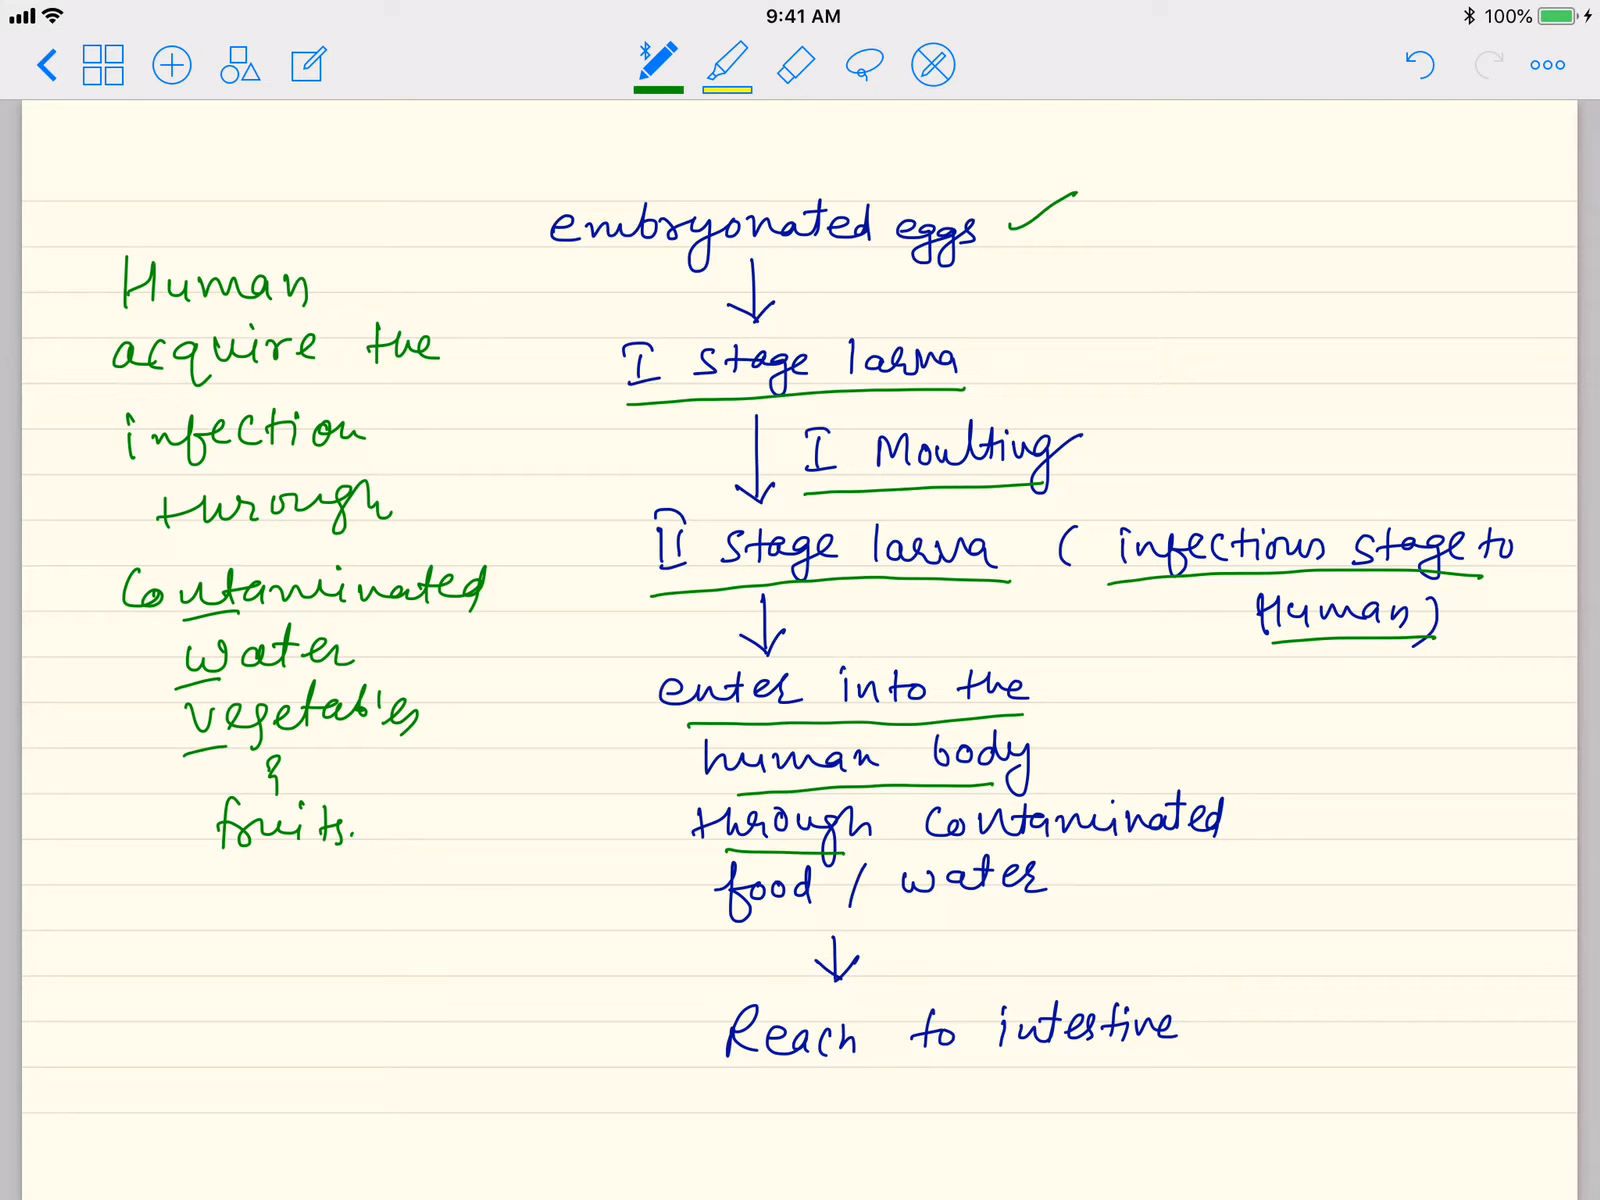 9:41 AM
100%
embryonated eggs
Human
acquire the
infection
through
contaminated
water
vegetables
&
fruits.
I stage larva
I Moulting
II stage larva ( infectious stage to
Human)
enter into the
human body
through contaminated
food / water
Reach to intestine